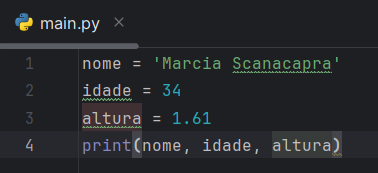 main.py
1 nome = 'Marcia Scanacapra'
2 idade = 34
3 altura = 1.61
4 print(nome, idade, altura)